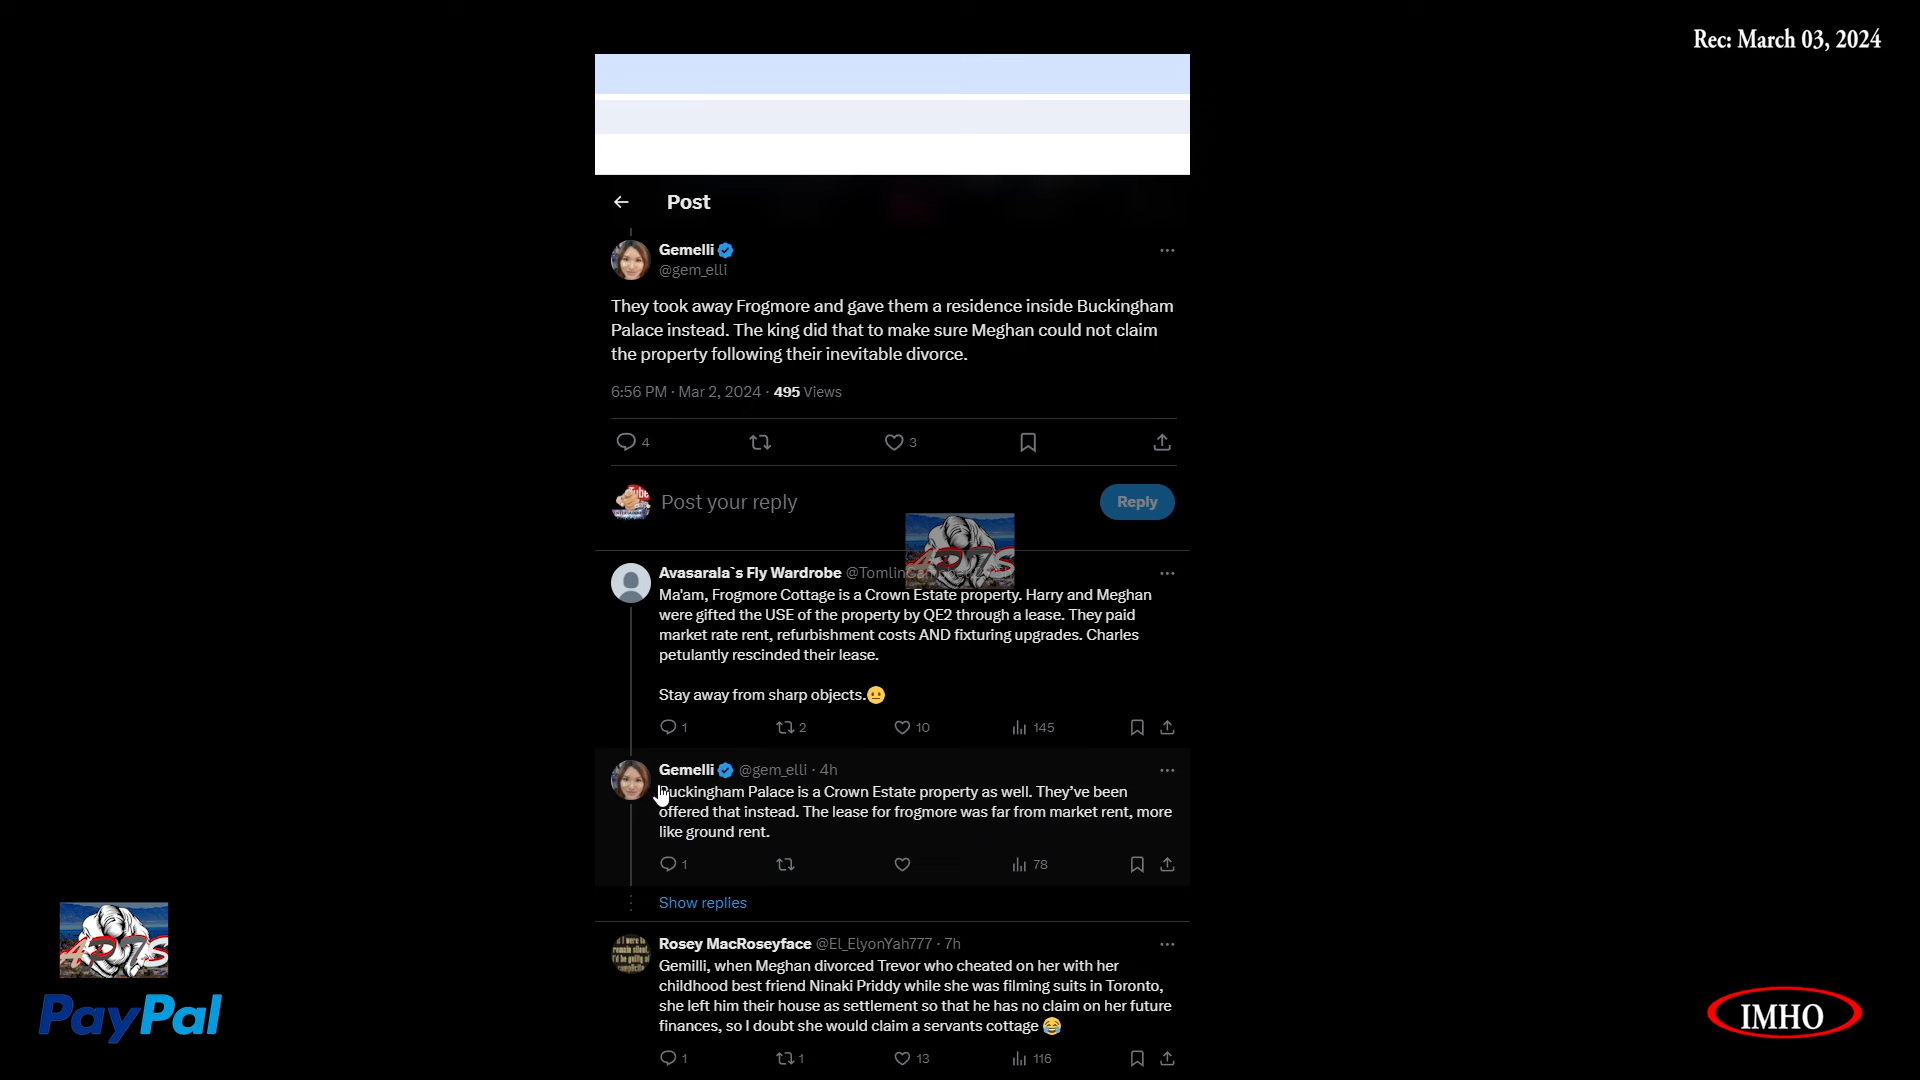 Rec: March 03, 2024
Post
Gemelli
@gem_elli
They took away Frogmore and gave them a residence inside Buckingham
Palace instead. The king did that to make sure Meghan could not claim
the property following their inevitable divorce.
6:56 PM · Mar 2, 2024 · 495 Views
4
3
Post your reply
Reply
Avasarala`s Fly Wardrobe
Ma'am, Frogmore Cottage is a Crown Estate property. Harry and Meghan
were gifted the USE of the property by QE2 through a lease. They paid
market rate rent, refurbishment costs AND fixturing upgrades. Charles
petulantly rescinded their lease.
Stay away from sharp objects.😐
1 2 10 145
Gemelli @gem_elli · 4h
Buckingham Palace is a Crown Estate property as well. They’ve been
offered that instead. The lease for frogmore was far from market rent, more
like ground rent.
1 78
Show replies
Rosey MacRoseyface @El_ElyonYah777 · 7h
Gemilli, when Meghan divorced Trevor who cheated on her with her
childhood best friend Ninaki Priddy while she was filming suits in Toronto,
she left him their house as settlement so that he has no claim on her future
finances, so I doubt she would claim a servants cottage 😂
1 1 13 116
PayPal
IMHO